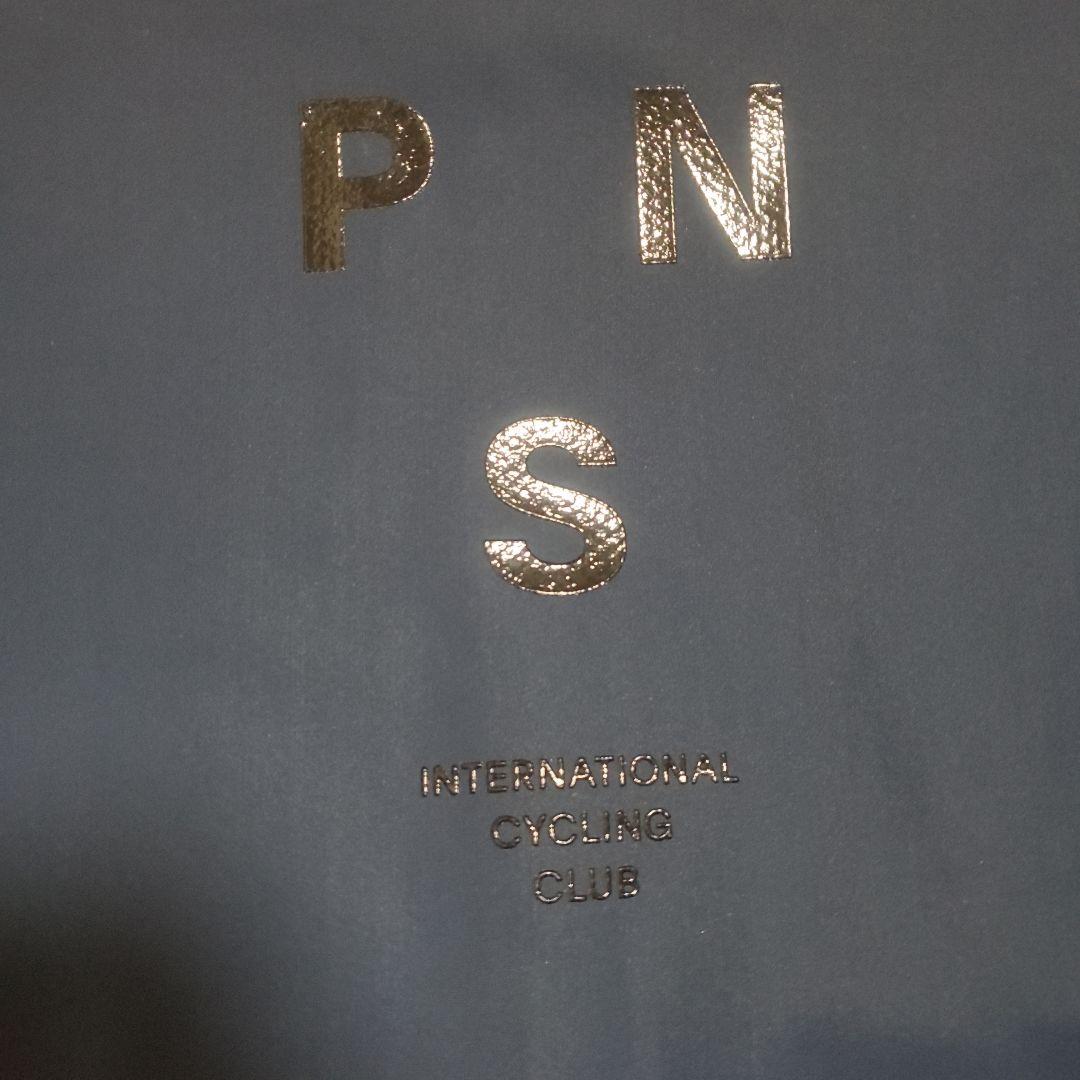 P N
S
INTERNATIONAL
CYCLING
CLUB